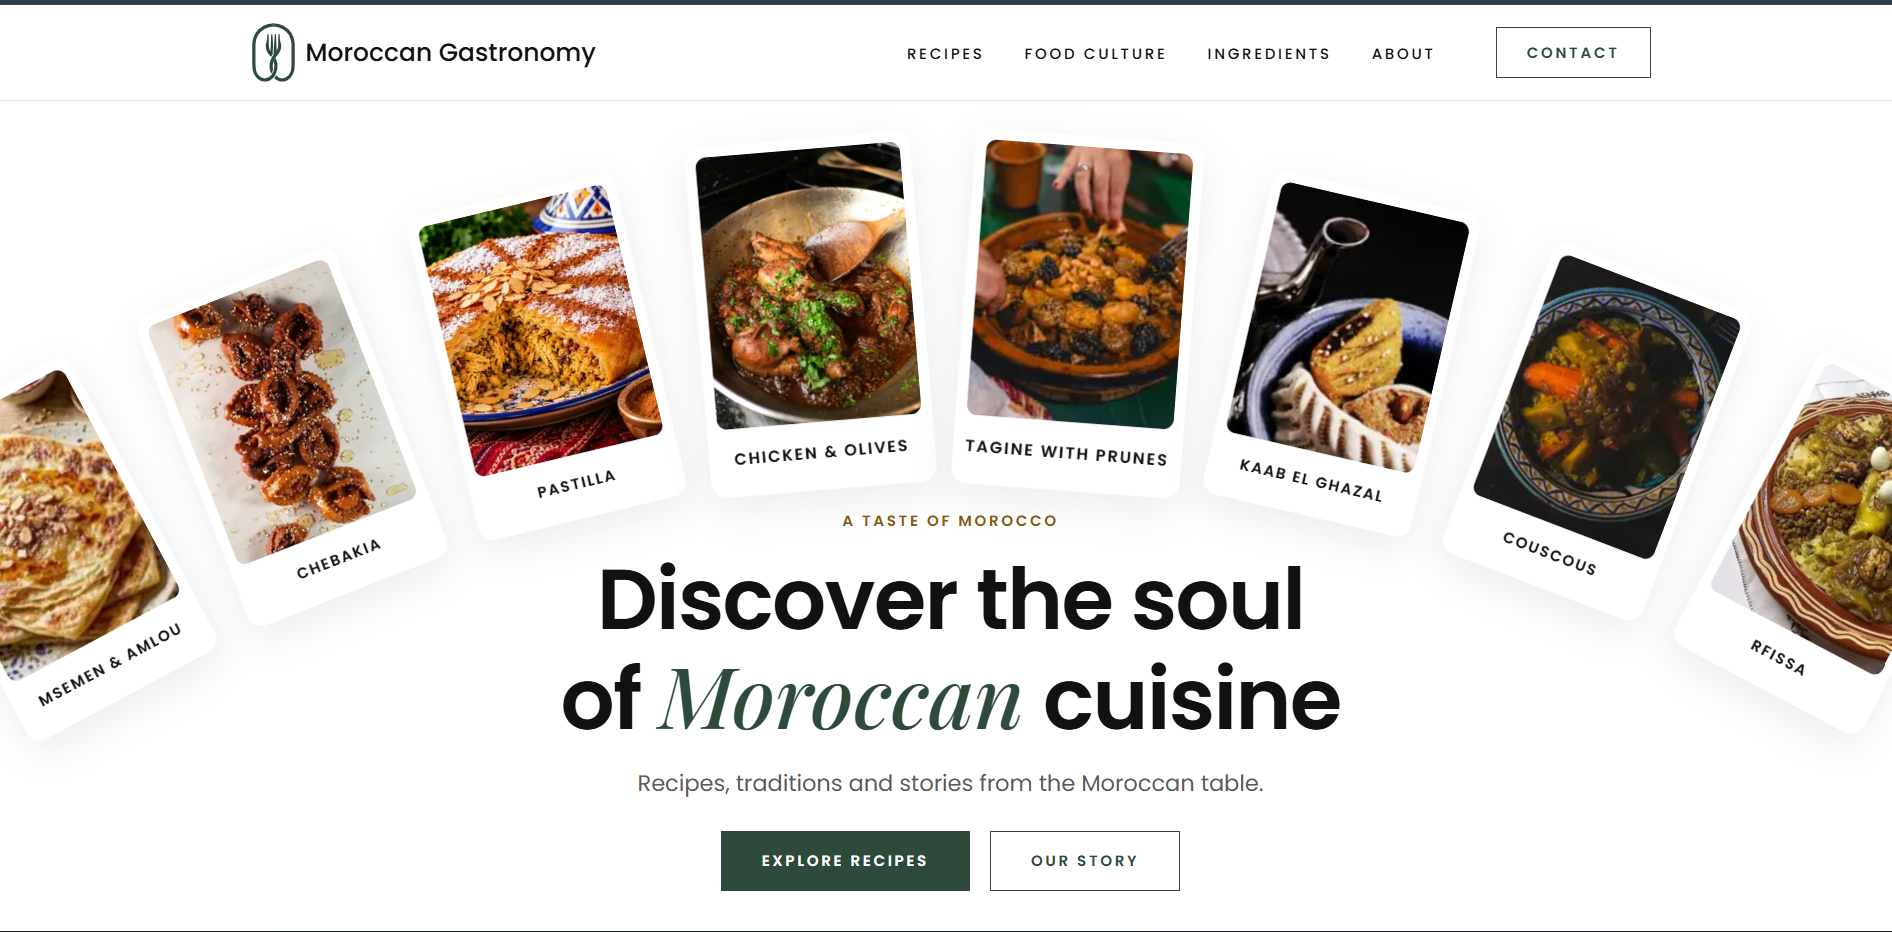 Moroccan Gastronomy
RECIPES
FOOD CULTURE
INGREDIENTS
ABOUT
CONTACT
MSEMEN & AMLOU
CHEBAKIA
PASTILLA
CHICKEN & OLIVES
TAGINE WITH PRUNES
KAAB EL GHAZAL
COUSCOUS
RFISSA
A TASTE OF MOROCCO
Discover the soul
of Moroccan cuisine
Recipes, traditions and stories from the Moroccan table.
EXPLORE RECIPES
OUR STORY